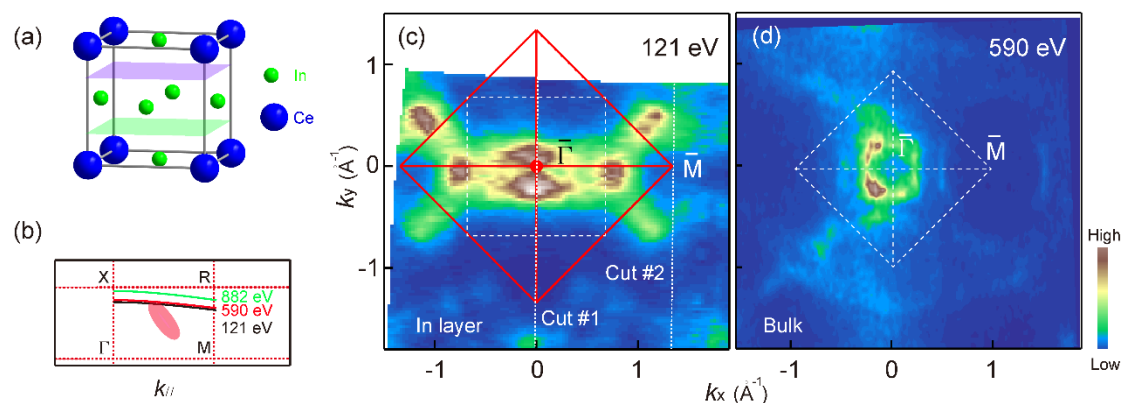 (a)
In
Ce
(b)
X
R
882 eV
590 eV
121 eV
Γ
M
k//
(c)
121 eV
1
0
-1
ky (Å-1)
Γ̄
M̄
Cut #2
Cut #1
In layer
-1
0
1
kx (Å-1)
(d)
590 eV
Γ̄
M̄
Bulk
-1
0
1
High
Low